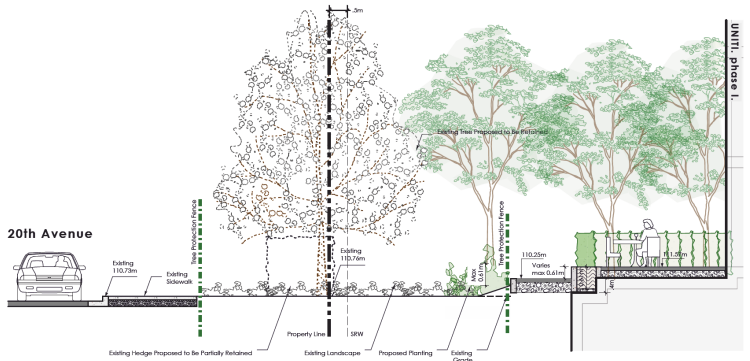 .5m
UNITI. phase I.
Existing Tree Proposed to Be Retained
Tree Protection Fence
Tree Protection Fence
20th Avenue
Existing
110.73m
Existing
Sidewalk
Existing
110.76m
Max
0.61m
110.25m
Varies
max 0.61m
Property Line
SRW
Existing Hedge Proposed to Be Partially Retained
Existing Landscape
Proposed Planting
Existing
Grade